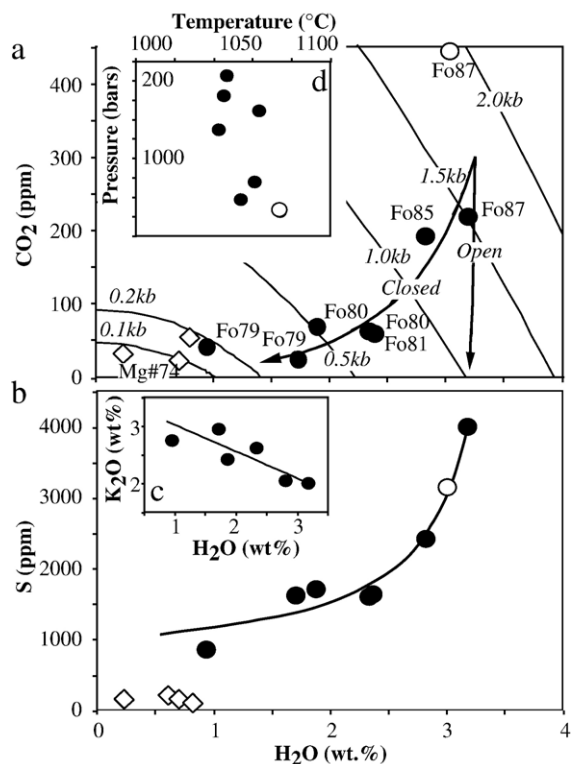 Temperature (°C)
1000 1050 1100
a
d
Pressure (bars)
200
1000
CO2 (ppm)
400
300
200
100
0
Fo87
2.0kb
1.5kb
Fo85
Fo87
1.0kb
Open
Closed
0.2kb
Fo80
Fo80
0.1kb
Fo79
Fo79
Fo81
0.5kb
Mg#74
b
K2O (wt%)
3
2
c
1 2 3
H2O (wt%)
S (ppm)
4000
3000
2000
1000
0
0 1 2 3 4
H2O (wt.%)